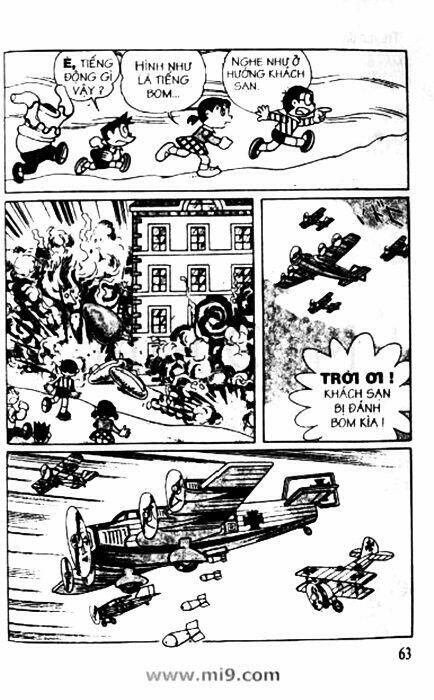 Ê, TIẾNG
ĐỘNG GÌ
VẬY ?
HÌNH NHƯ
LÀ TIẾNG
BOM...
NGHE NHƯ Ở
HƯỚNG KHÁCH
SẠN.
TRỜI ƠI !
KHÁCH SẠN
BỊ ĐÁNH
BOM KÌA !
63
www.mi9.com